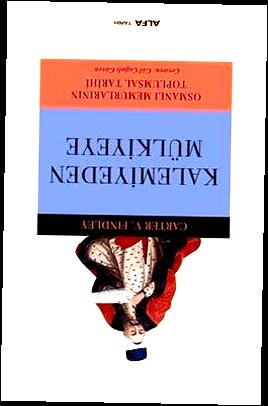 CARTER V. FINDLEY
KALEMİYEDEN
MÜLKİYEYE
OSMANLI MEMURLARININ
TOPLUMSAL TARİHİ
Çeviren: Gül Çağalı Güven
ALFA TARİH